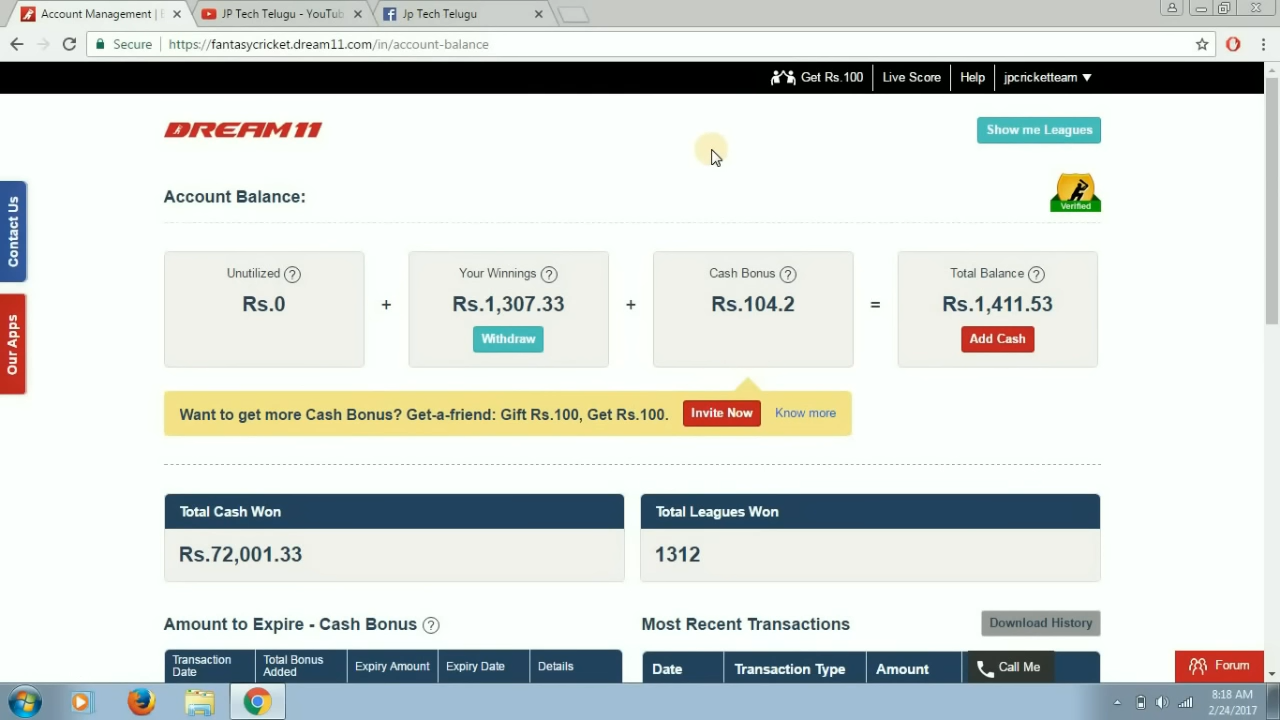 Account Management |
JP Tech Telugu - YouTub
Jp Tech Telugu
Secure https://fantasycricket.dream11.com/in/account-balance
Get Rs.100 Live Score Help jpcricketteam
DREAM11
Show me Leagues
Contact Us
Our Apps
Account Balance:
Verified
Unutilized ?
Rs.0
+
Your Winnings ?
Rs.1,307.33
Withdraw
+
Cash Bonus ?
Rs.104.2
=
Total Balance ?
Rs.1,411.53
Add Cash
Want to get more Cash Bonus? Get-a-friend: Gift Rs.100, Get Rs.100. Invite Now Know more
Total Cash Won
Rs.72,001.33
Total Leagues Won
1312
Amount to Expire - Cash Bonus ?
Transaction Date
Total Bonus Added
Expiry Amount
Expiry Date
Details
Most Recent Transactions
Download History
Date
Transaction Type
Amount
Call Me
Forum
8:18 AM
2/24/2017